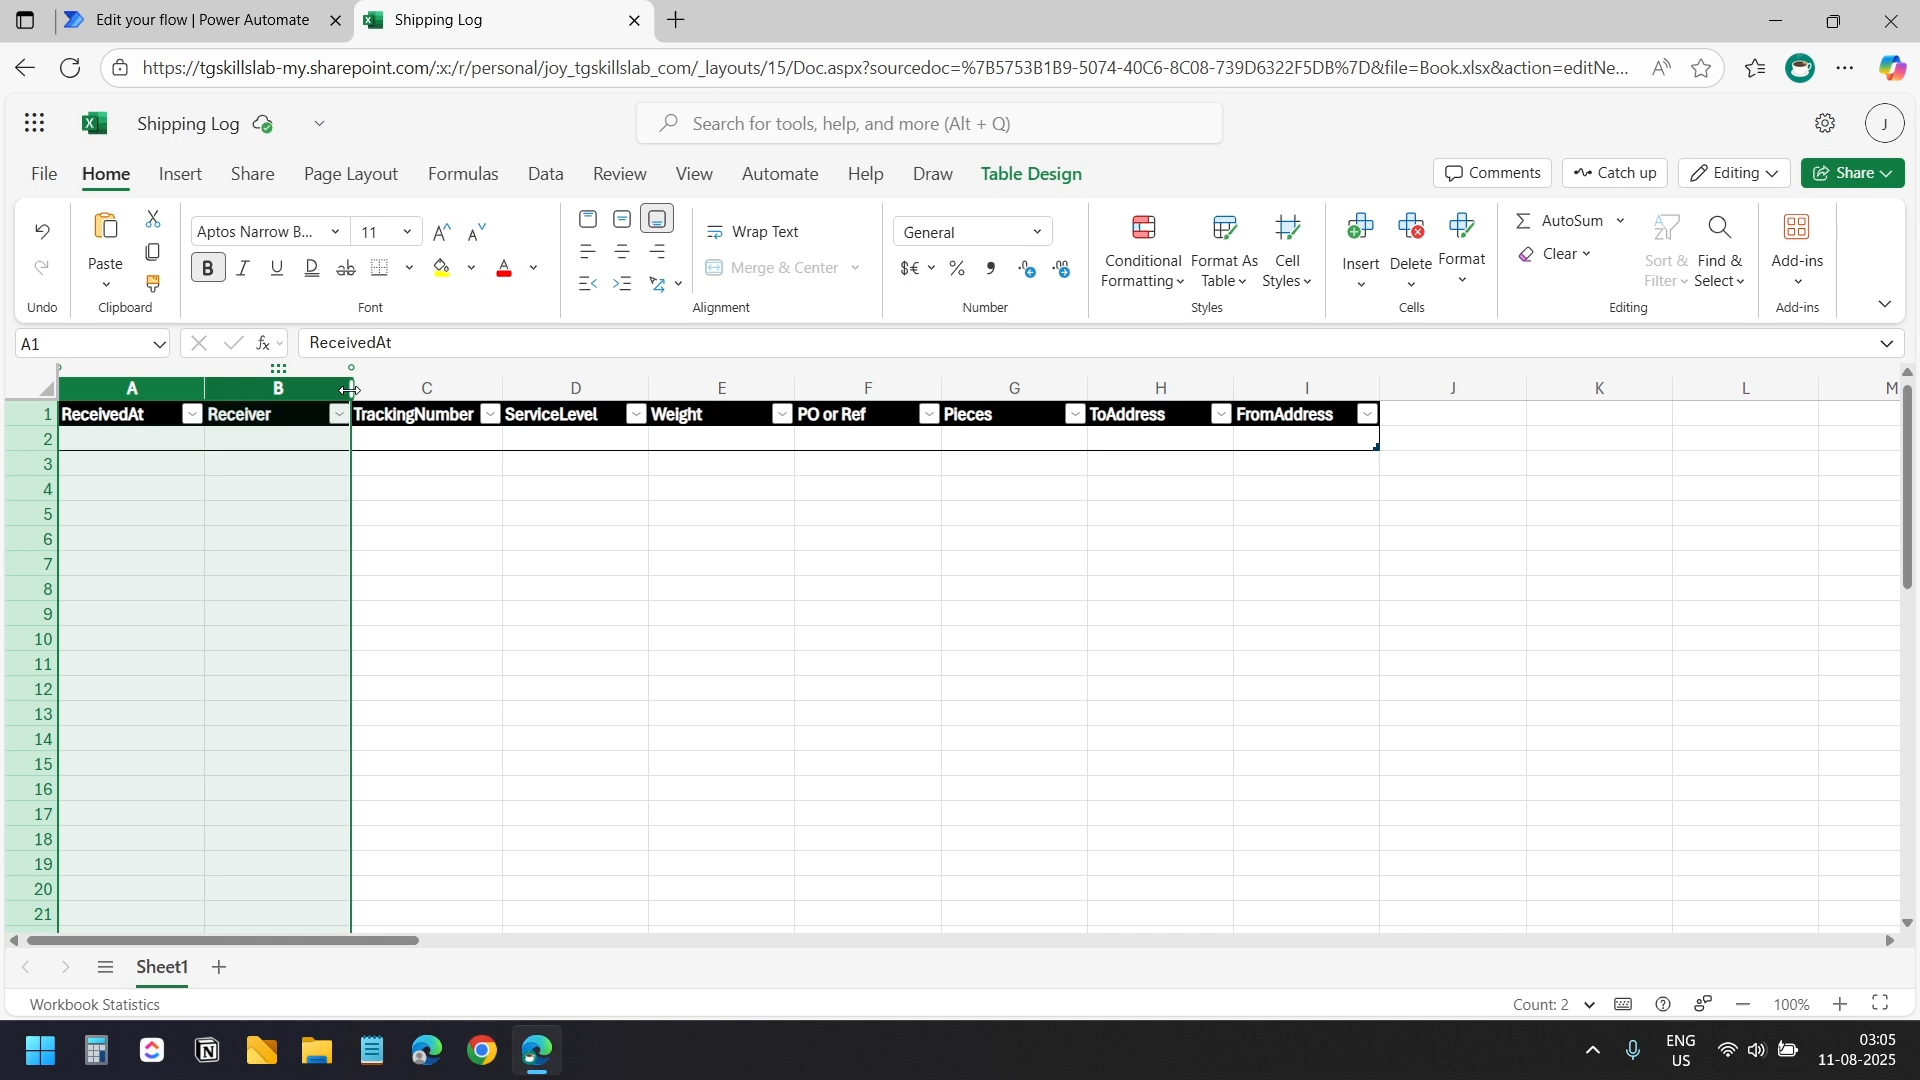 Edit your flow | Power Automate
Shipping Log
https://tgskillslab-my.sharepoint.com/:x:/r/personal/joy_tgskillslab_com/_layouts/15/Doc.aspx?sourcedoc=%7B5753B1B9-5074-40C6-8C08-739D6322F5DB%7D&file=Book.xlsx&action=editNe...
Shipping Log
Search for tools, help, and more (Alt + Q)
J
File Home Insert Share Page Layout Formulas Data Review View Automate Help Draw Table Design
Comments Catch up Editing Share
Aptos Narrow B... 11
Wrap Text
General
AutoSum
Paste
Merge & Center
Conditional Formatting
Format As Table
Cell Styles
Insert Delete Format
Clear
Sort & Filter
Find & Select
Add-ins
Undo Clipboard Font Alignment Number Styles Cells Editing Add-ins
A1
fx
ReceivedAt
A B C D E F G H I J K L M
1 ReceivedAt Receiver TrackingNumber ServiceLevel Weight PO or Ref Pieces ToAddress FromAddress
2
3
4
5
6
7
8
9
10
11
12
13
14
15
16
17
18
19
20
21
Sheet1
Workbook Statistics
Count: 2
100%
ENG
US
03:05
11-08-2025